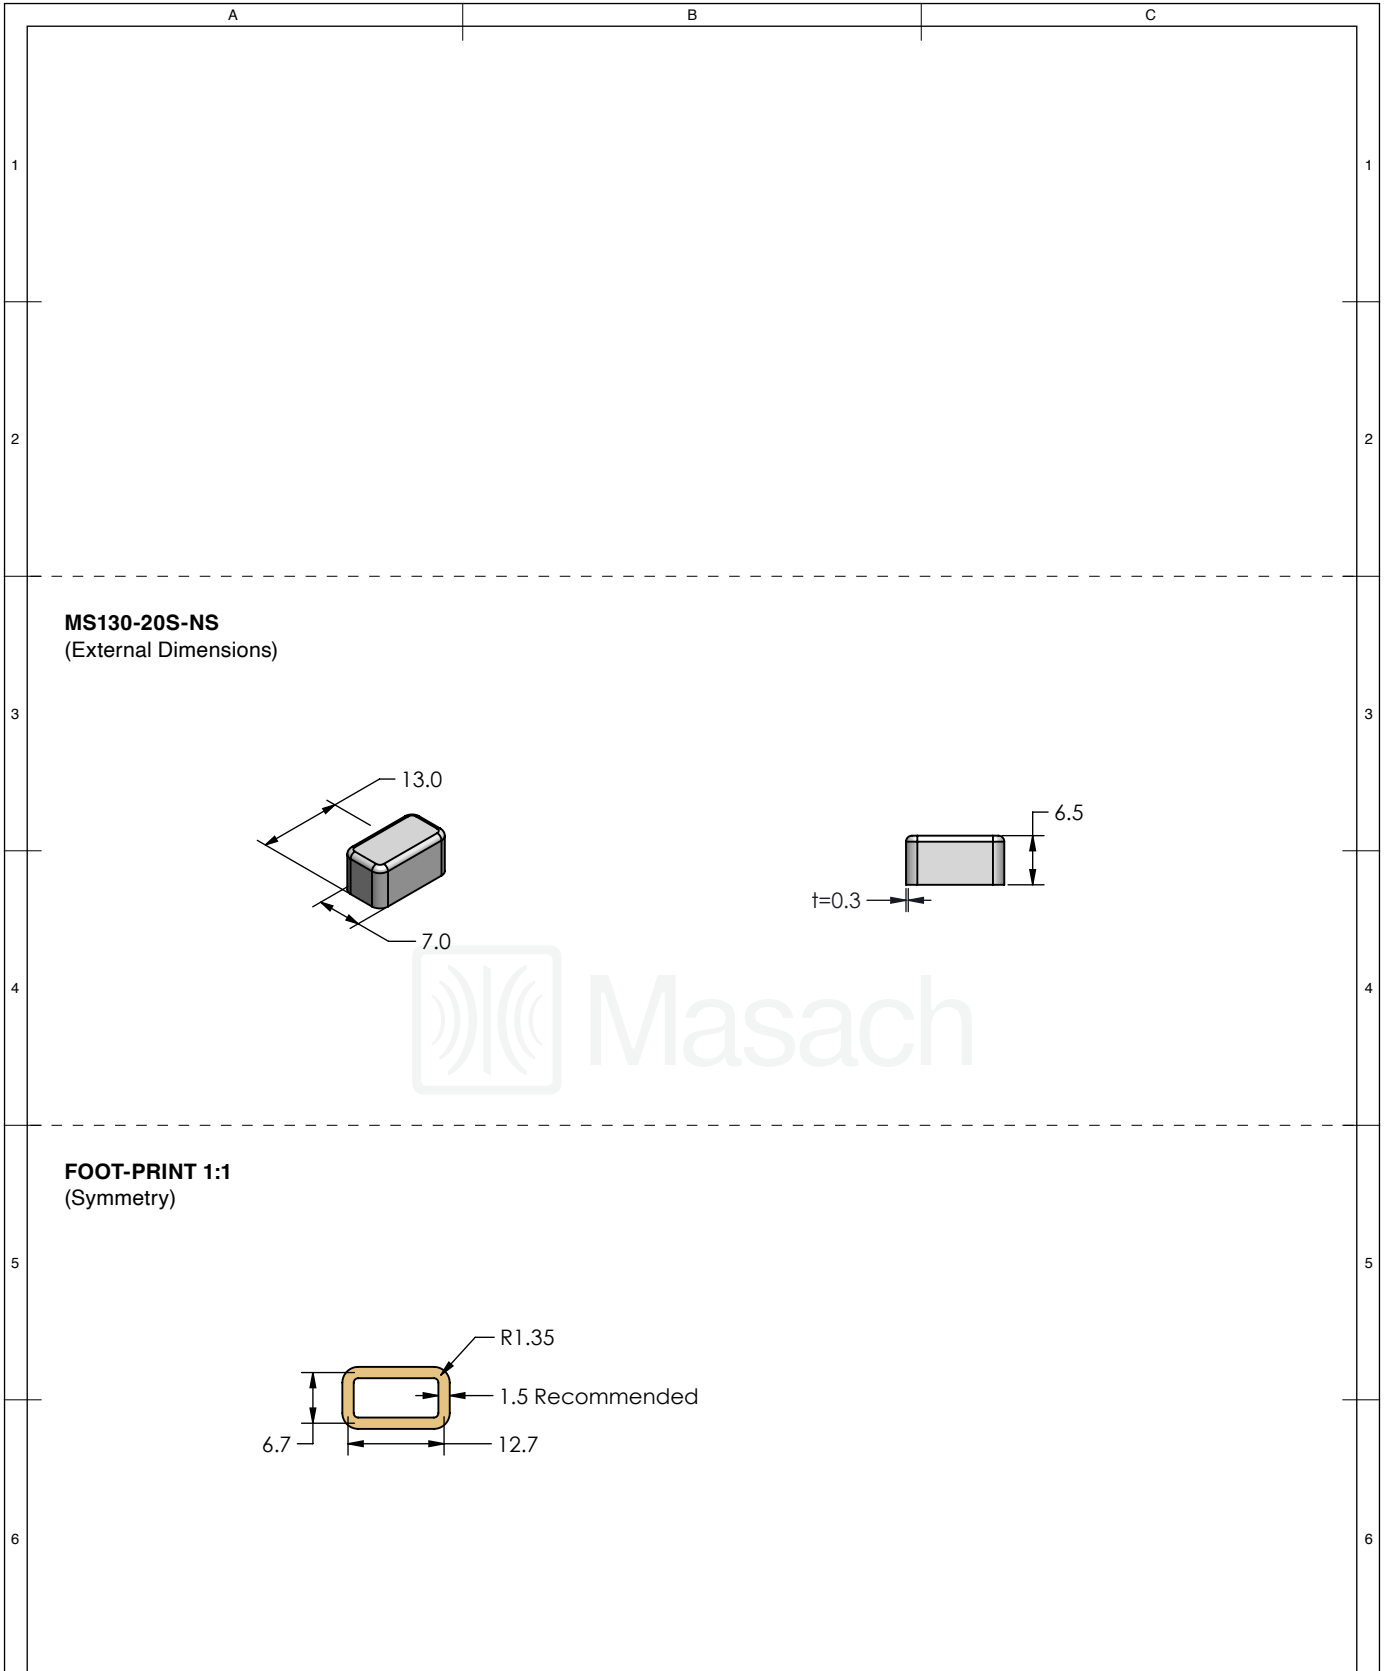 A B C
1 1
2 2
MS130-20S-NS
(External Dimensions)
3 3
13.0
6.5
t=0.3
7.0
Masach
4 4
FOOT-PRINT 1:1
(Symmetry)
5 5
R1.35
1.5 Recommended
6.7 12.7
6 6